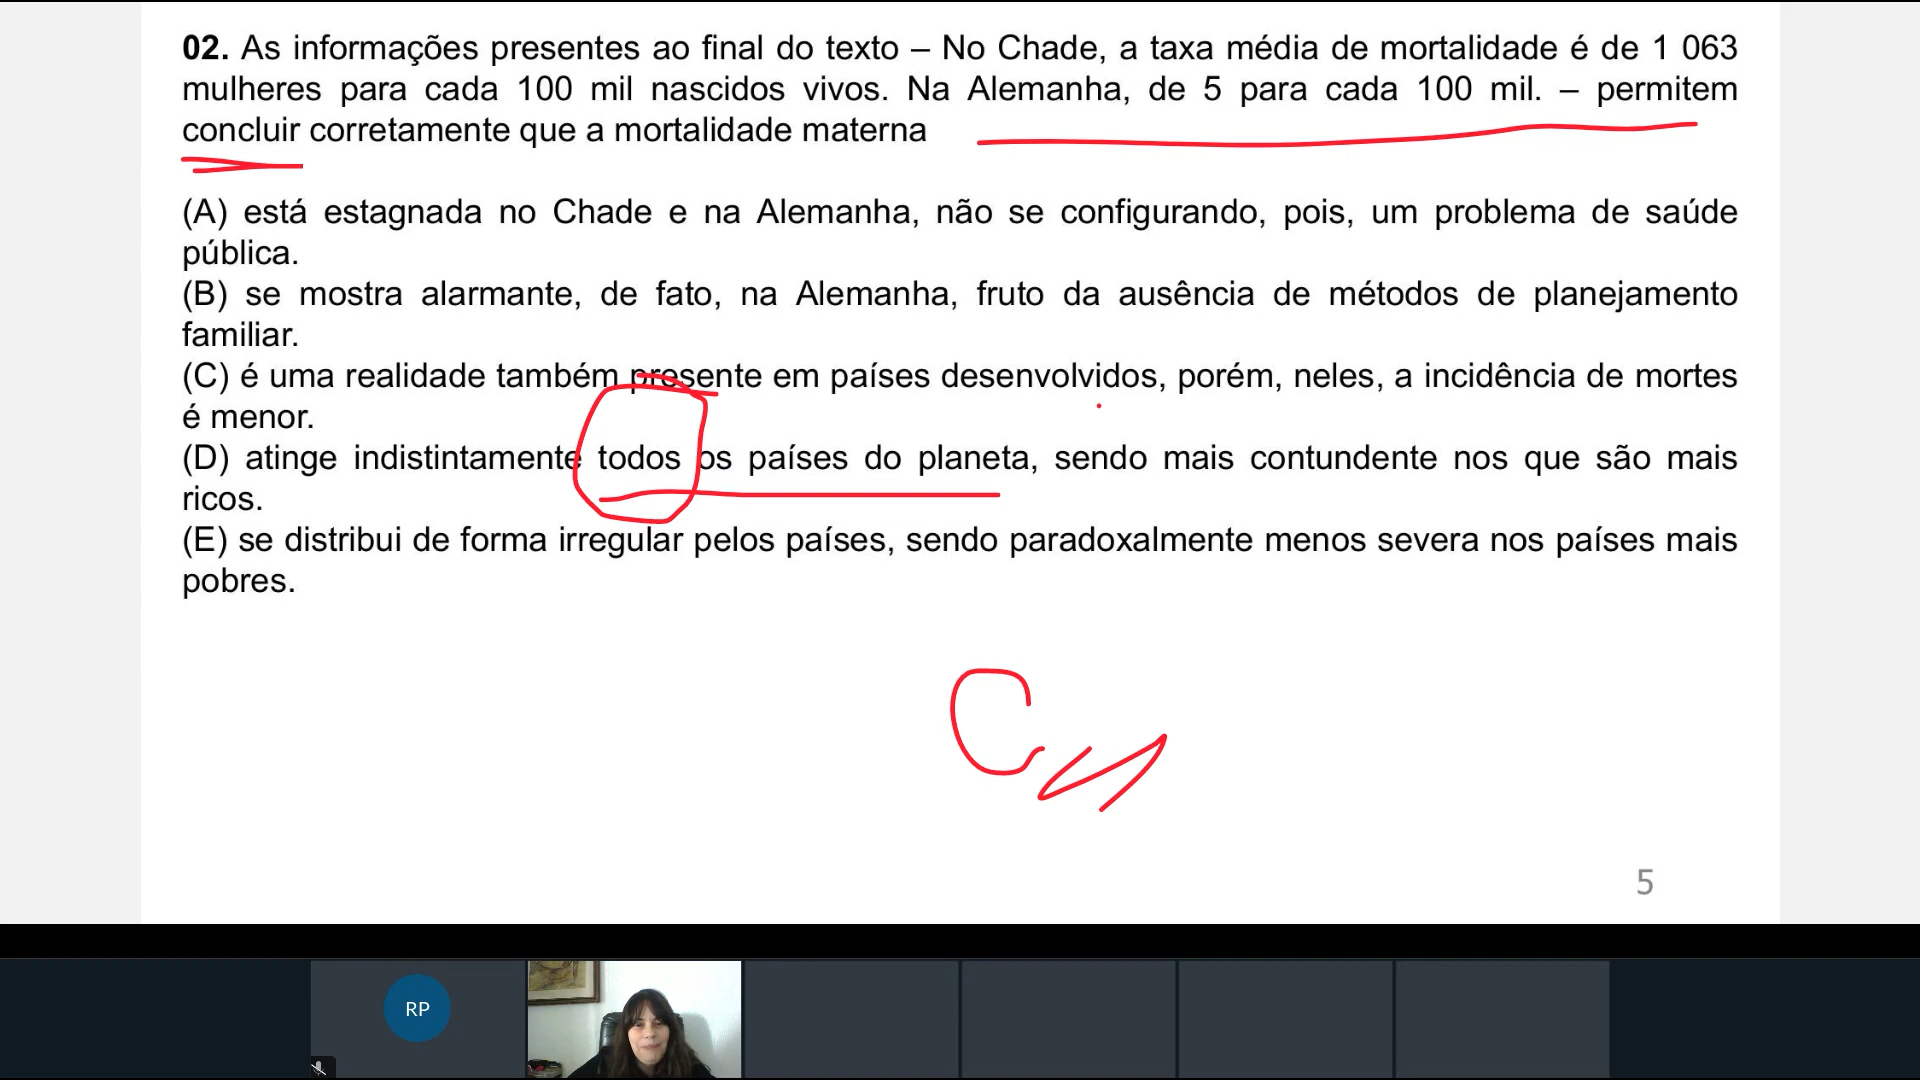 02. As informações presentes ao final do texto – No Chade, a taxa média de mortalidade é de 1 063
mulheres para cada 100 mil nascidos vivos. Na Alemanha, de 5 para cada 100 mil. – permitem
concluir corretamente que a mortalidade materna
(A) está estagnada no Chade e na Alemanha, não se configurando, pois, um problema de saúde
pública.
(B) se mostra alarmante, de fato, na Alemanha, fruto da ausência de métodos de planejamento
familiar.
(C) é uma realidade também presente em países desenvolvidos, porém, neles, a incidência de mortes
é menor.
(D) atinge indistintamente todos os países do planeta, sendo mais contundente nos que são mais
ricos.
(E) se distribui de forma irregular pelos países, sendo paradoxalmente menos severa nos países mais
pobres.
C
5
RP